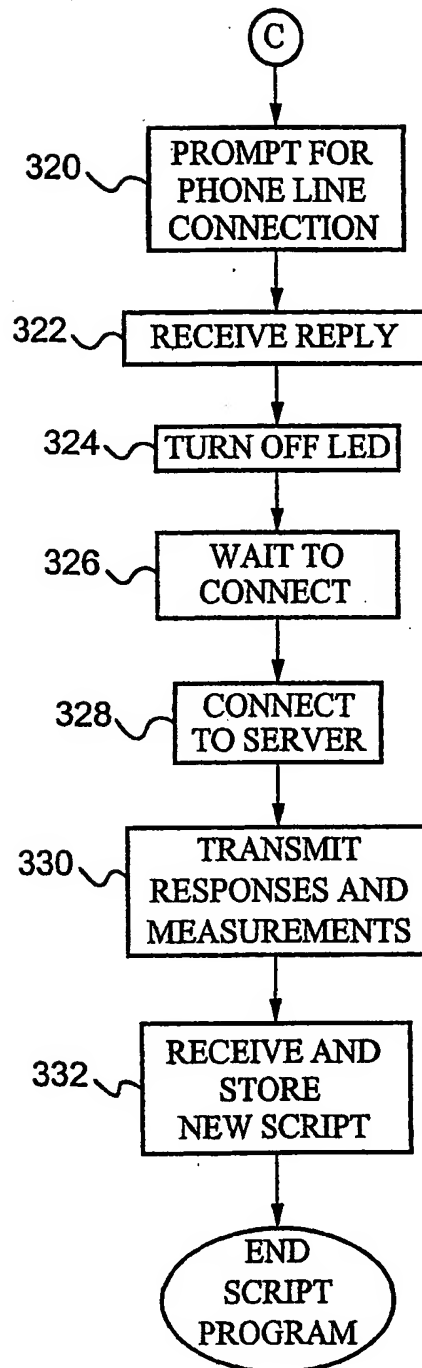 C
320
PROMPT FOR
PHONE LINE
CONNECTION
322
RECEIVE REPLY
324
TURN OFF LED
326
WAIT TO
CONNECT
328
CONNECT
TO SERVER
330
TRANSMIT
RESPONSES AND
MEASUREMENTS
332
RECEIVE AND
STORE
NEW SCRIPT
END
SCRIPT
PROGRAM